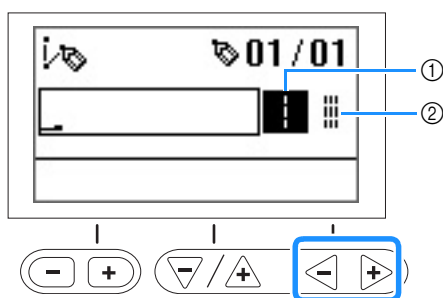 01/01
①
②
- + - / + - +